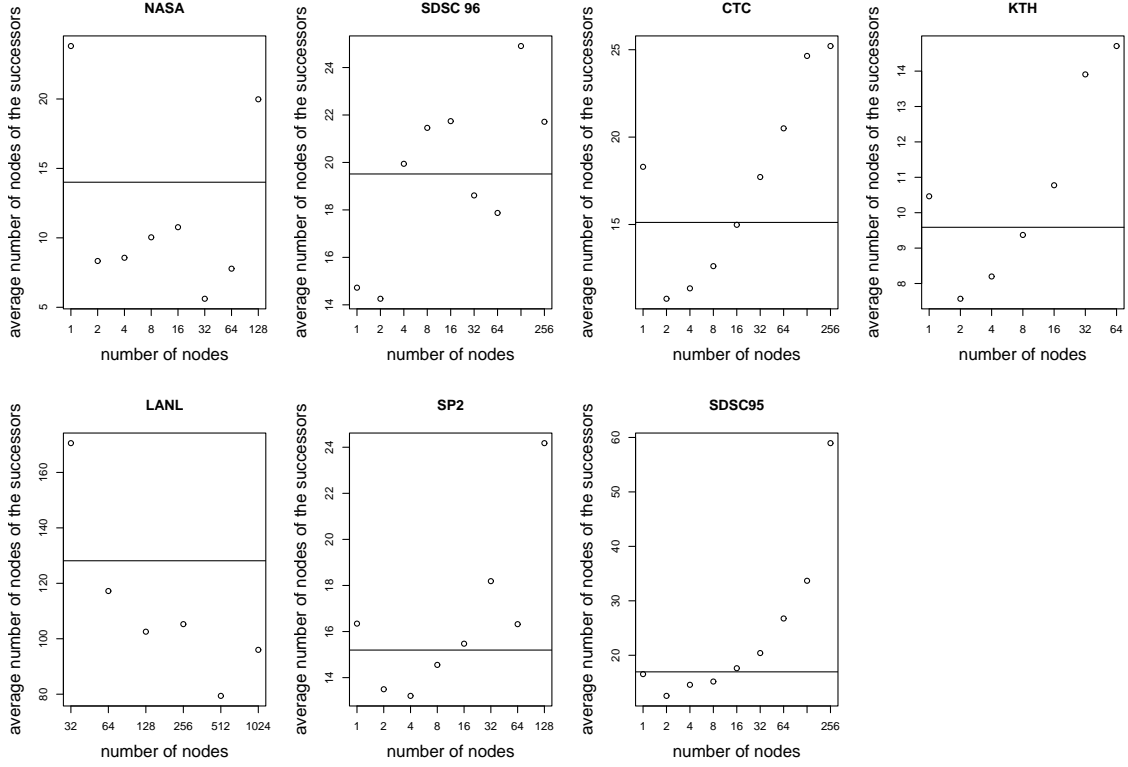 NASA
average number of nodes of the successors
5 10 15 20
1 2 4 8 16 32 64 128
number of nodes
SDSC 96
average number of nodes of the successors
14 16 18 20 22 24
1 2 4 8 16 32 64 256
number of nodes
CTC
average number of nodes of the successors
15 20 25
1 2 4 8 16 32 64 256
number of nodes
KTH
average number of nodes of the successors
8 9 10 11 12 13 14
1 2 4 8 16 32 64
number of nodes
LANL
average number of nodes of the successors
80 100 120 140 160
32 64 128 256 512 1024
number of nodes
SP2
average number of nodes of the successors
14 16 18 20 22 24
1 2 4 8 16 32 64 128
number of nodes
SDSC95
average number of nodes of the successors
20 30 40 50 60
1 2 4 8 16 32 64 256
number of nodes